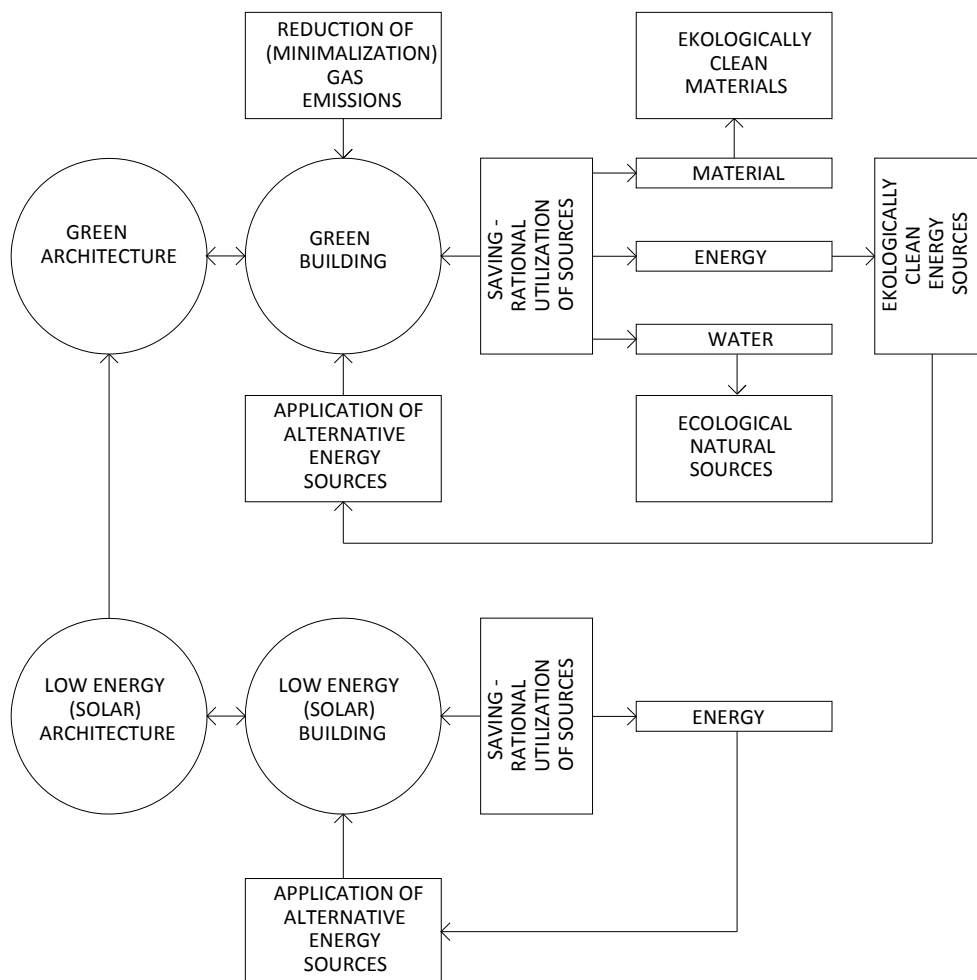 REDUCTION OF
(MINIMALIZATION)
GAS
EMISSIONS
EKOLOGICALLY
CLEAN
MATERIALS
GREEN
ARCHITECTURE
GREEN
BUILDING
SAVING -
RATIONAL
UTILIZATION
OF SOURCES
MATERIAL
ENERGY
WATER
EKOLOGICALLY
CLEAN
ENERGY
SOURCES
APPLICATION OF
ALTERNATIVE
ENERGY
SOURCES
ECOLOGICAL
NATURAL
SOURCES
LOW ENERGY
(SOLAR)
ARCHITECTURE
LOW ENERGY
(SOLAR)
BUILDING
SAVING -
RATIONAL
UTILIZATION
OF SOURCES
ENERGY
APPLICATION OF
ALTERNATIVE
ENERGY
SOURCES